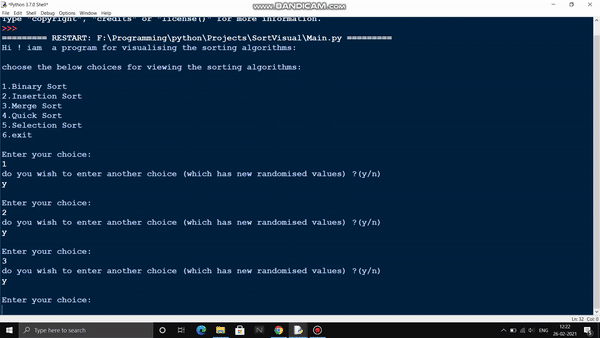 *Python 3.7.0 Shell*
www.BANDICAM.com
File Edit Shell Debug Options Window Help
Type "copyright", "credits" or "license()" for more information.
>>>
========= RESTART: F:\Programming\python\Projects\SortVisual\Main.py =========
Hi ! iam  a program for visualising the sorting algorithms:
choose the below choices for viewing the sorting algorithms:
1.Binary Sort
2.Insertion Sort
3.Merge Sort
4.Quick Sort
5.Selection Sort
6.exit
Enter your choice:
1
do you wish to enter another choice (which has new randomised values) ?(y/n)
y
Enter your choice:
2
do you wish to enter another choice (which has new randomised values) ?(y/n)
y
Enter your choice:
3
do you wish to enter another choice (which has new randomised values) ?(y/n)
y
Enter your choice:
Ln: 32 Col: 0
Type here to search
ENG
12:22
26-02-2021